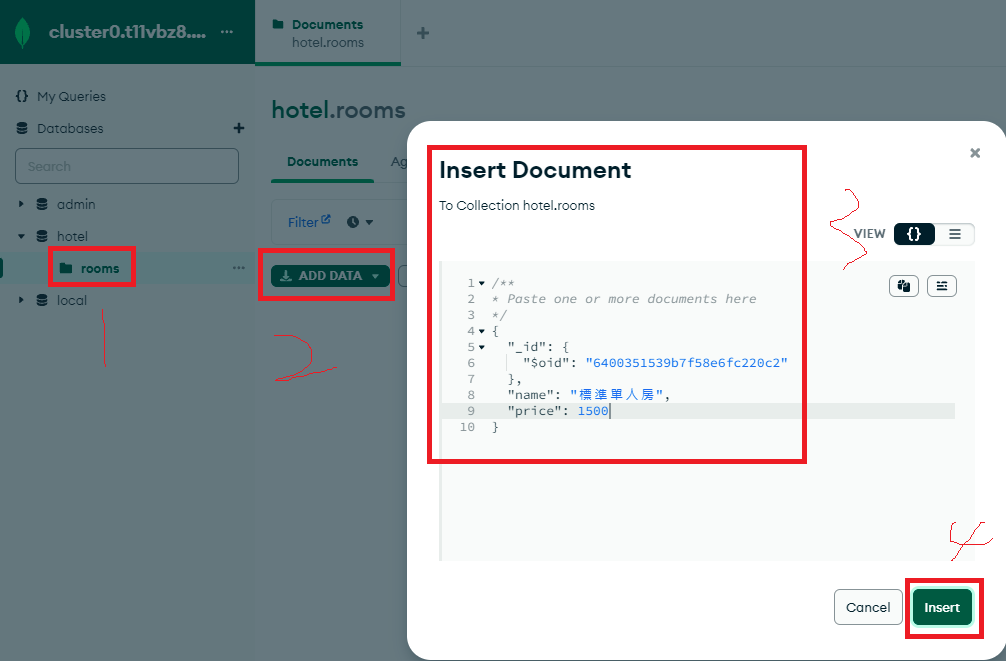 cluster0.t11vbz8.... ...
Documents
hotel.rooms
{} My Queries
Databases
Search
admin
hotel
rooms ...
local
hotel.rooms
Documents
Filter
ADD DATA
Insert Document
To Collection hotel.rooms
VIEW {}
1 /**
2 * Paste one or more documents here
3 */
4 {
5 "_id": {
6 "$oid": "6400351539b7f58e6fc220c2"
7 },
8 "name": "標準單人房",
9 "price": 1500
10 }
Cancel
Insert
1
2
3
4